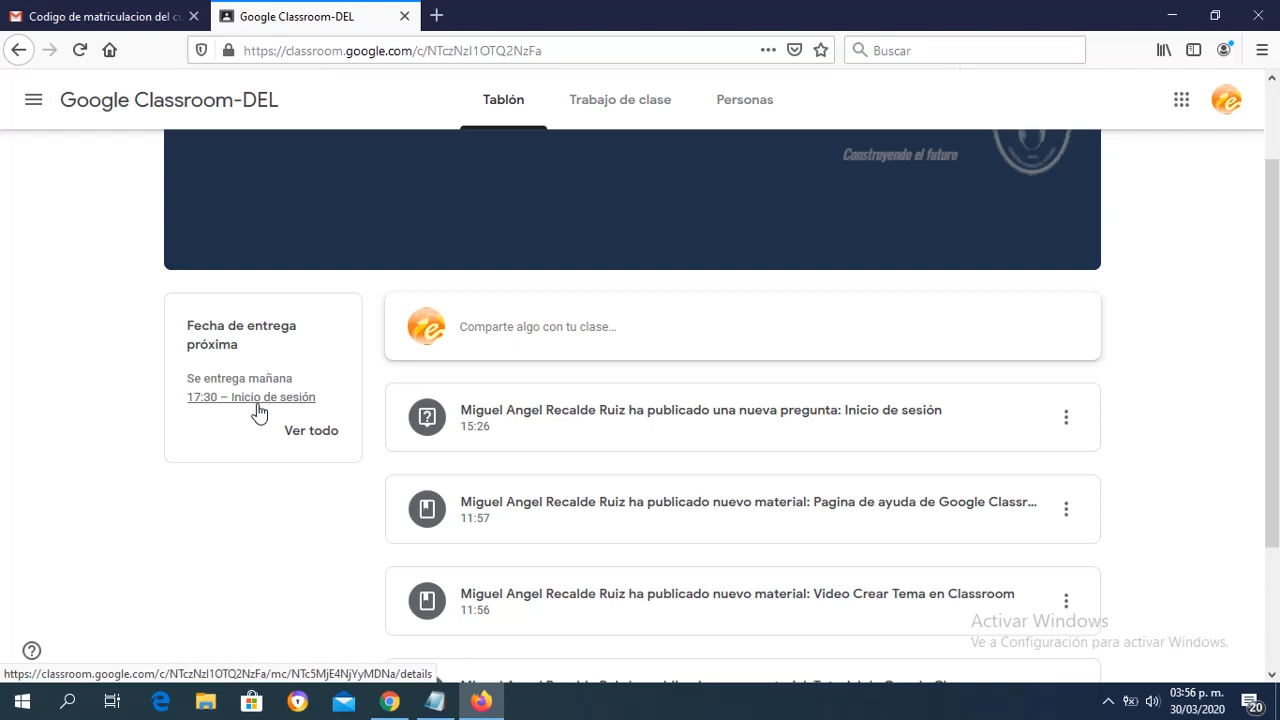 Codigo de matriculacion del cu
Google Classroom-DEL
https://classroom.google.com/c/NTczNzI1OTQ2NzFa
Buscar
Google Classroom-DEL
Tablón
Trabajo de clase
Personas
Construyendo el futuro
Fecha de entrega
próxima
Se entrega mañana
17:30 – Inicio de sesión
Ver todo
Comparte algo con tu clase...
Miguel Angel Recalde Ruiz ha publicado una nueva pregunta: Inicio de sesión
15:26
Miguel Angel Recalde Ruiz ha publicado nuevo material: Pagina de ayuda de Google Classr...
11:57
Miguel Angel Recalde Ruiz ha publicado nuevo material: Video Crear Tema en Classroom
11:56
Activar Windows
Ve a Configuración para activar Windows.
https://classroom.google.com/c/NTczNzI1OTQ2NzFa/mc/NTc5MjE4NjYyMDNa/details
03:56 p. m.
30/03/2020
20